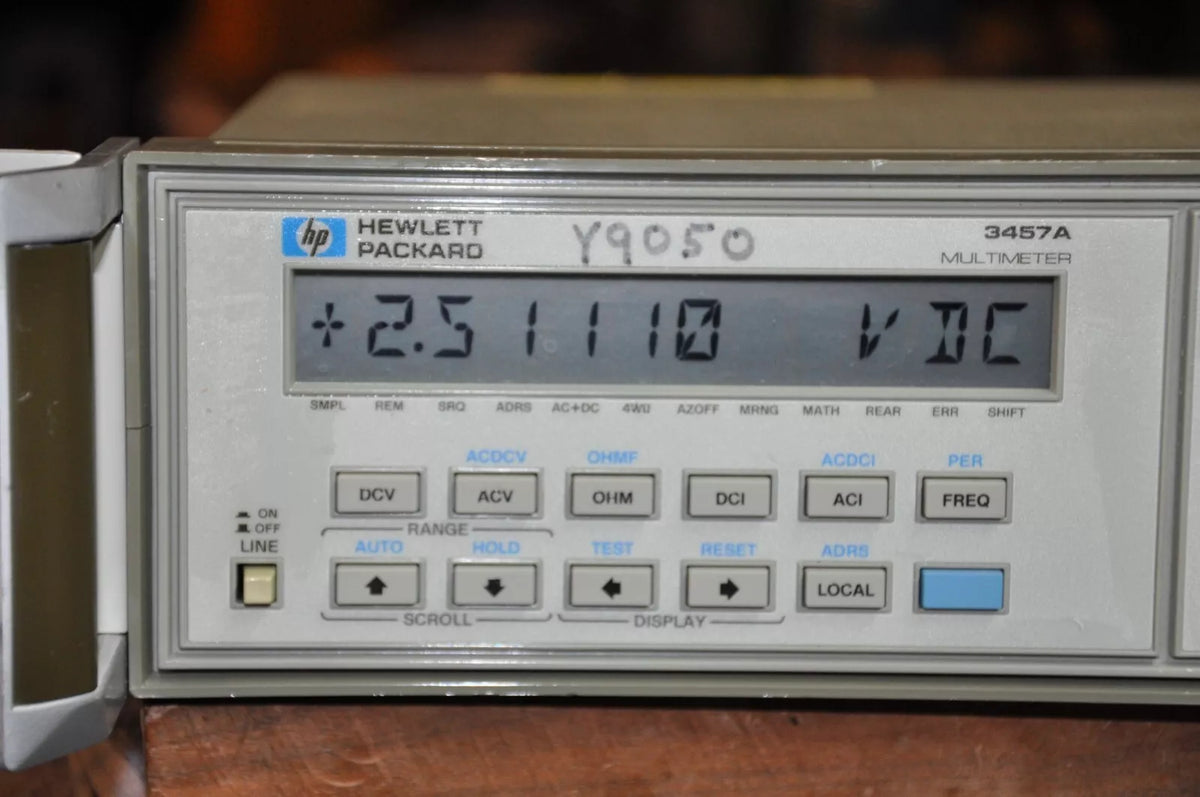 hp HEWLETT PACKARD Y9050 3457A
MULTIMETER
+2.51110 V DC
SMPL REM SRQ ADRS AC+DC 4WΩ AZOFF MRNG MATH REAR ERR SHIFT
ACDCV OHMF ACDCI PER
DCV ACV OHM DCI ACI FREQ
ON
OFF
RANGE
LINE AUTO HOLD TEST RESET ADRS
LOCAL
SCROLL DISPLAY